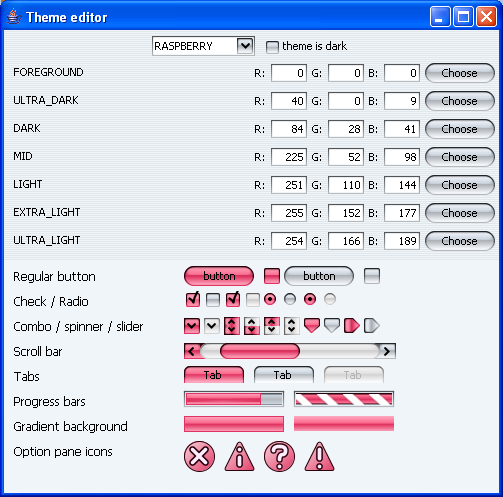 Theme editor
RASPBERRY theme is dark
FOREGROUND R: 0 G: 0 B: 0 Choose
ULTRA_DARK R: 40 G: 0 B: 9 Choose
DARK R: 84 G: 28 B: 41 Choose
MID R: 225 G: 52 B: 98 Choose
LIGHT R: 251 G: 110 B: 144 Choose
EXTRA_LIGHT R: 255 G: 152 B: 177 Choose
ULTRA_LIGHT R: 254 G: 166 B: 189 Choose
Regular button button button
Check / Radio
Combo / spinner / slider
Scroll bar
Tabs Tab Tab Tab
Progress bars
Gradient background
Option pane icons